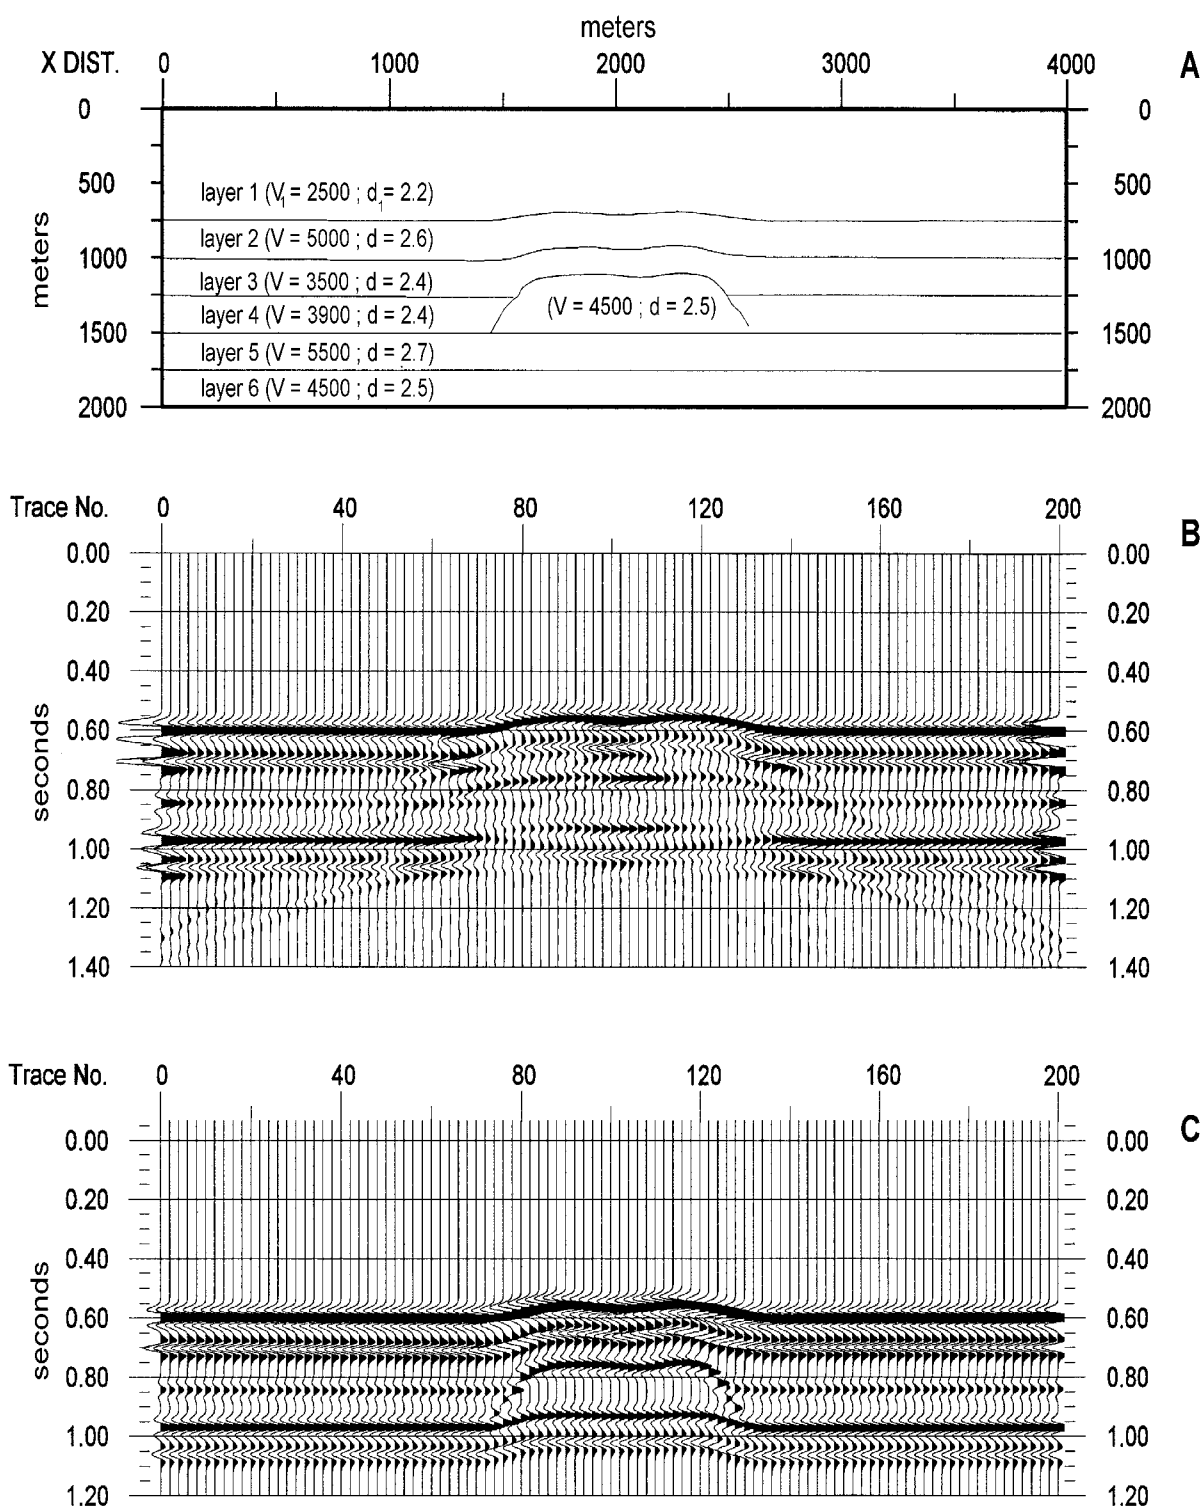 meters
X DIST. 0 1000 2000 3000 4000 A
0 0
500 500
layer 1 (V₁ = 2500 ; d₁ = 2.2)
layer 2 (V = 5000 ; d = 2.6)
1000 1000
layer 3 (V = 3500 ; d = 2.4)
(V = 4500 ; d = 2.5)
layer 4 (V = 3900 ; d = 2.4)
1500 1500
layer 5 (V = 5500 ; d = 2.7)
layer 6 (V = 4500 ; d = 2.5)
2000 2000
meters
Trace No. 0 40 80 120 160 200
B
0.00 0.00
0.20 0.20
0.40 0.40
0.60 0.60
0.80 0.80
1.00 1.00
1.20 1.20
1.40 1.40
seconds
Trace No. 0 40 80 120 160 200
C
0.00 0.00
0.20 0.20
0.40 0.40
0.60 0.60
0.80 0.80
1.00 1.00
1.20 1.20
seconds